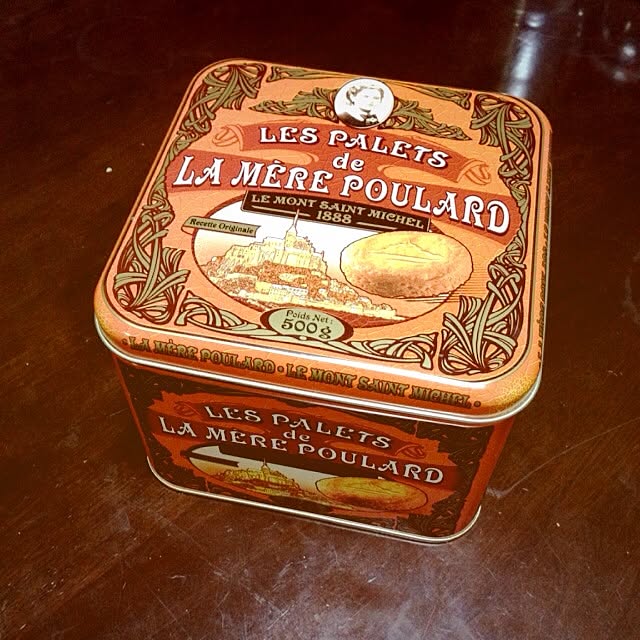 LES PALETS
de
LA MÈRE POULARD
LE MONT SAINT MICHEL
1888
Recette Originale
Poids Net :
500g
LA MÈRE POULARD • LE MONT SAINT MICHEL •
LES PALETS
de
LA MÈRE POULARD